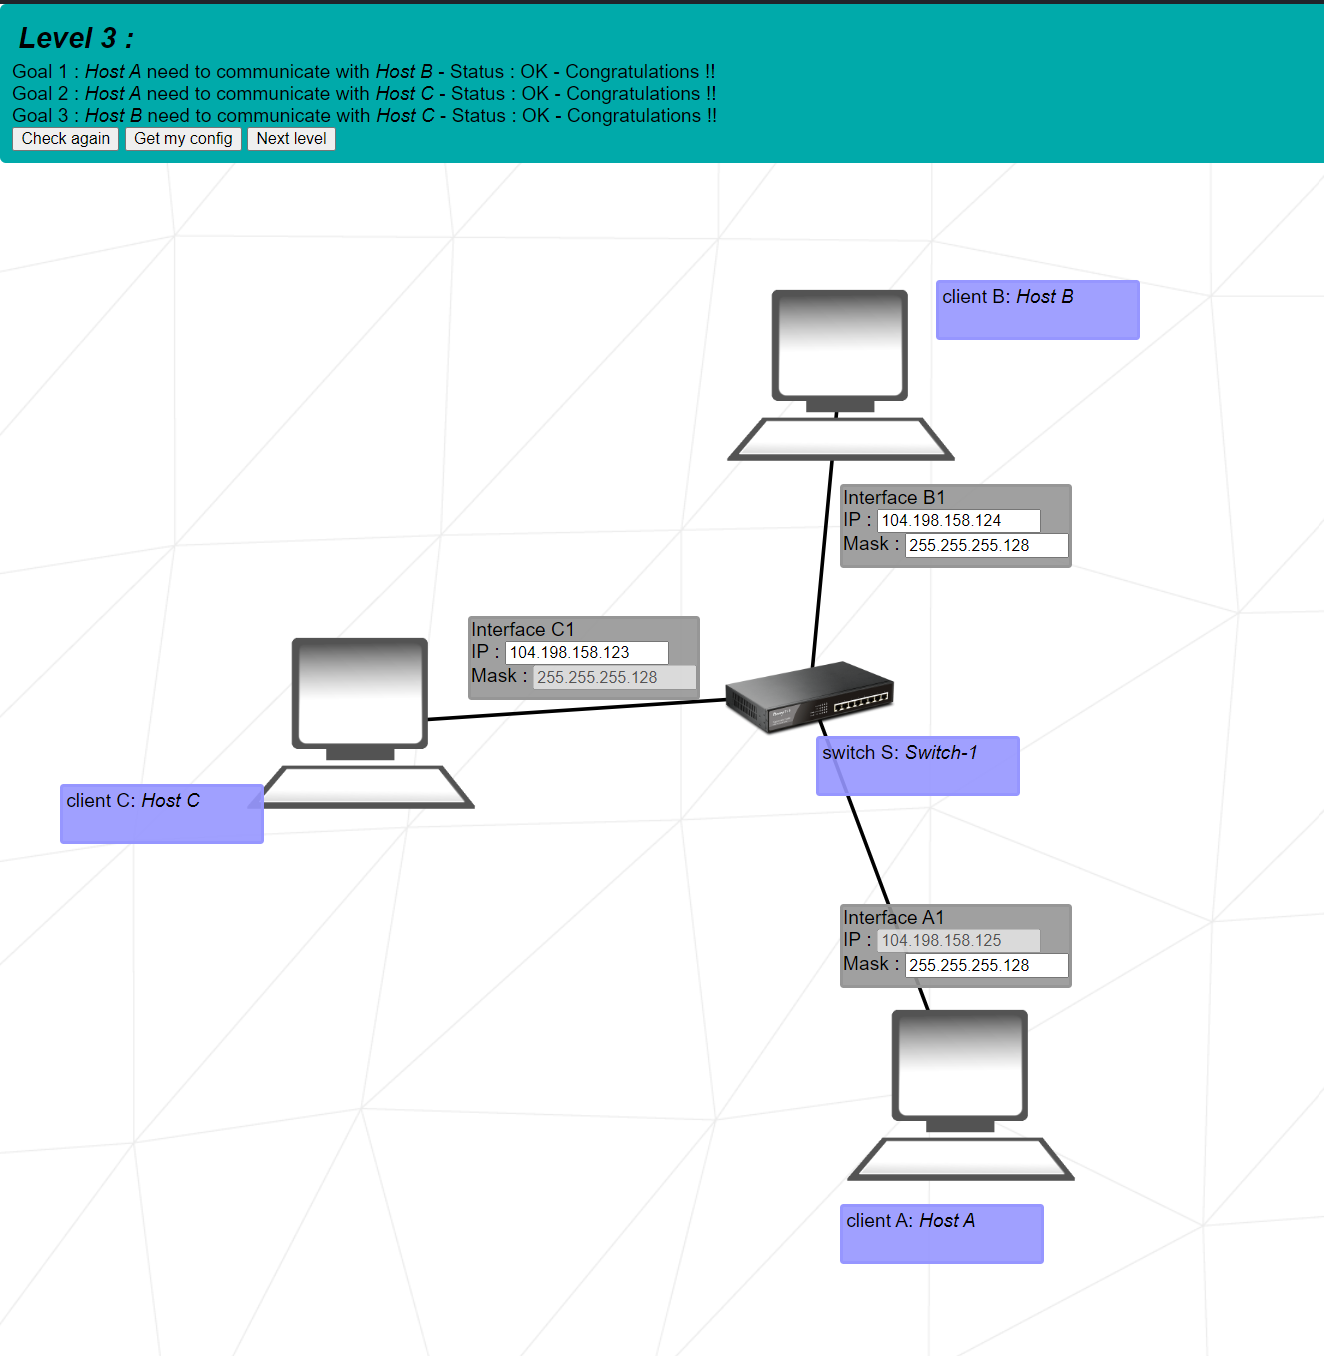 Level 3 :
Goal 1 : Host A need to communicate with Host B - Status : OK - Congratulations !!
Goal 2 : Host A need to communicate with Host C - Status : OK - Congratulations !!
Goal 3 : Host B need to communicate with Host C - Status : OK - Congratulations !!
Check again Get my config Next level
client B: Host B
Interface B1
IP : 104.198.158.124
Mask : 255.255.255.128
Interface C1
IP : 104.198.158.123
Mask : 255.255.255.128
switch S: Switch-1
client C: Host C
Interface A1
IP : 104.198.158.125
Mask : 255.255.255.128
client A: Host A